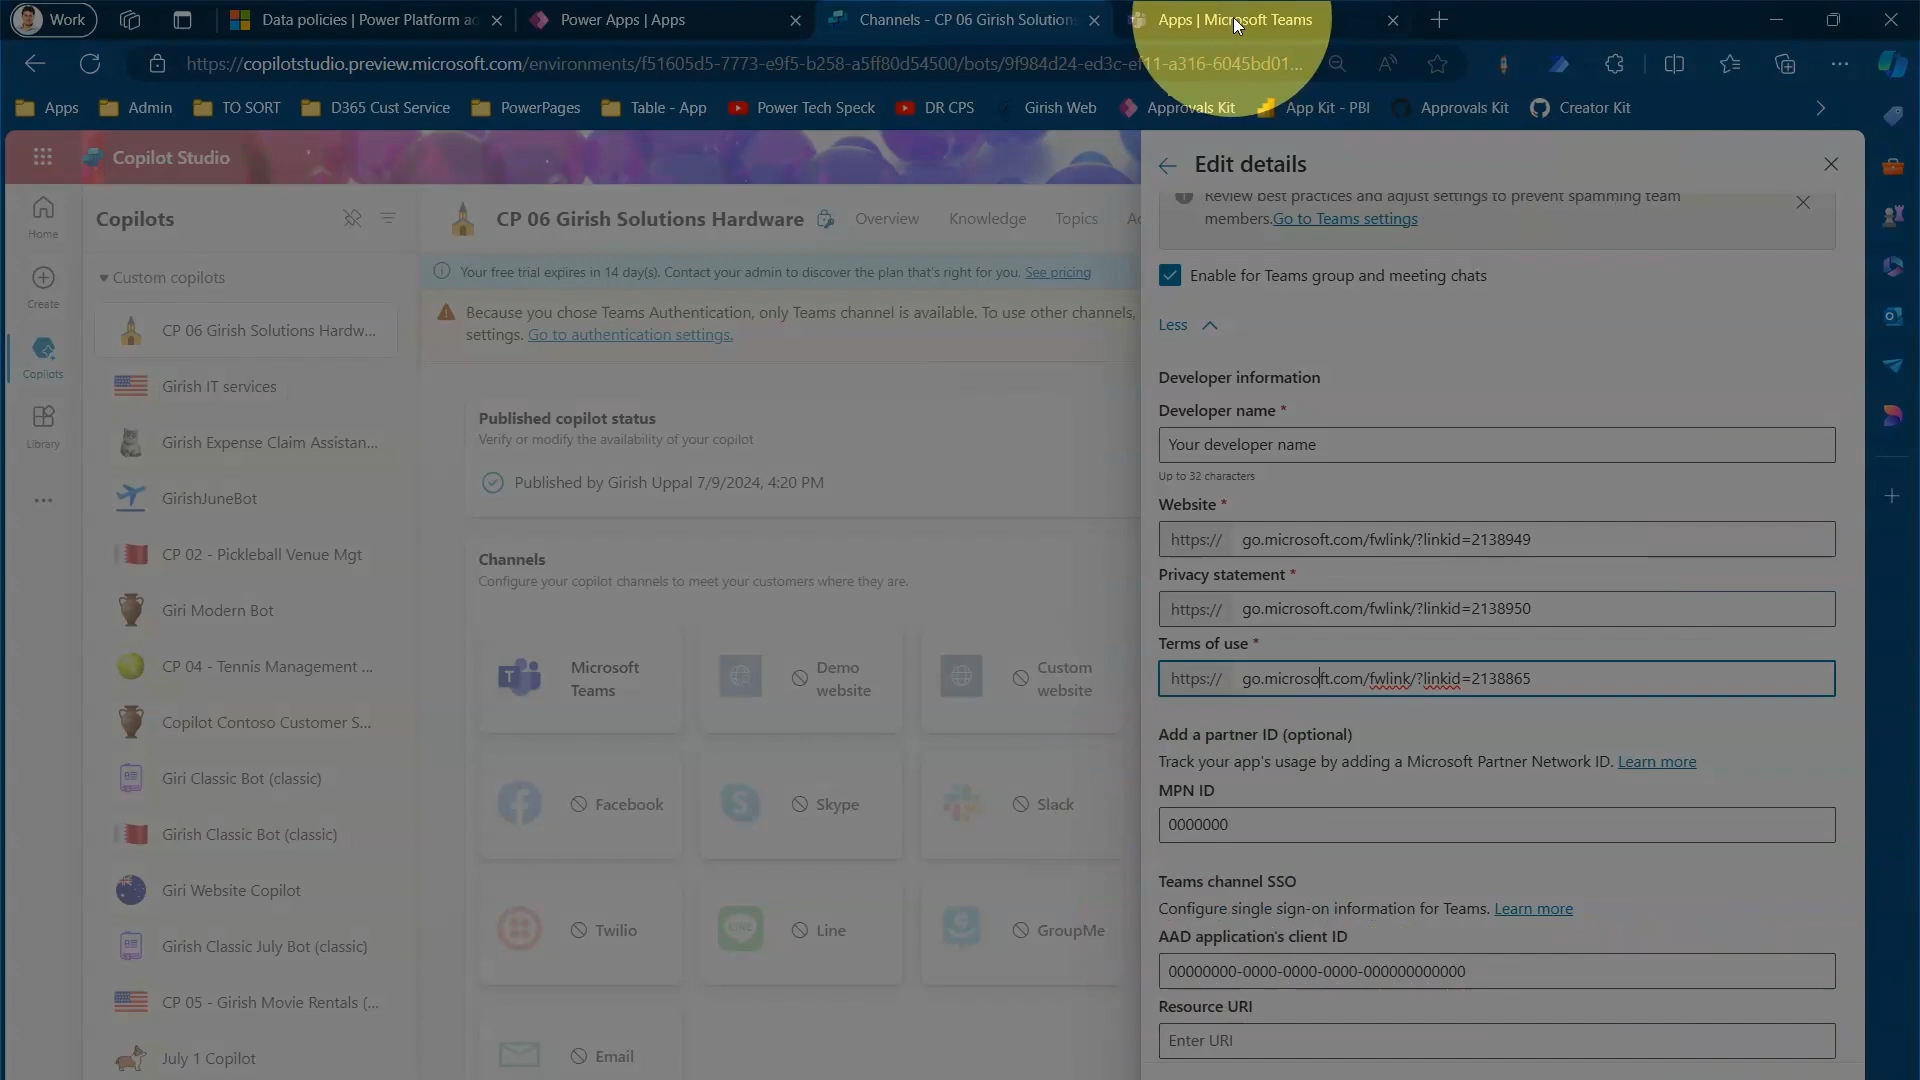 Work
Data policies | Power Platform ac
Power Apps | Apps
Channels - CP 06 Girish Solution
Apps | Microsoft Teams
https://copilotstudio.preview.microsoft.com/environments/f51605d5-7773-e9f5-b258-a5ff80d54500/bots/9f984d24-ed3c-ef11-a316-6045bd01...
Apps
Admin
TO SORT
D365 Cust Service
PowerPages
Table - App
Power Tech Speck
DR CPS
Girish Web
Approvals Kit
App Kit - PBI
Approvals Kit
Creator Kit
Copilot Studio
Home
Create
Copilots
Library
Copilots
Custom copilots
CP 06 Girish Solutions Hardw...
Girish IT services
Girish Expense Claim Assistan...
GirishJuneBot
CP 02 - Pickleball Venue Mgt
Giri Modern Bot
CP 04 - Tennis Management ...
Copilot Contoso Customer S...
Giri Classic Bot (classic)
Girish Classic Bot (classic)
Giri Website Copilot
Girish Classic July Bot (classic)
CP 05 - Girish Movie Rentals (...
July 1 Copilot
CP 06 Girish Solutions Hardware
Overview
Knowledge
Topics
Your free trial expires in 14 day(s). Contact your admin to discover the plan that's right for you. See pricing
Because you chose Teams Authentication, only Teams channel is available. To use other channels,
settings. Go to authentication settings.
Published copilot status
Verify or modify the availability of your copilot
Published by Girish Uppal 7/9/2024, 4:20 PM
Channels
Configure your copilot channels to meet your customers where they are.
Microsoft
Teams
Demo
website
Custom
website
Facebook
Skype
Slack
Twilio
LINE
Line
GroupMe
Email
Edit details
Review best practices and adjust settings to prevent spamming team
members.Go to Teams settings
Enable for Teams group and meeting chats
Less
Developer information
Developer name *
Your developer name
Up to 32 characters
Website *
https:// go.microsoft.com/fwlink/?linkid=2138949
Privacy statement *
https:// go.microsoft.com/fwlink/?linkid=2138950
Terms of use *
https:// go.microsoft.com/fwlink/?linkid=2138865
Add a partner ID (optional)
Track your app's usage by adding a Microsoft Partner Network ID. Learn more
MPN ID
0000000
Teams channel SSO
Configure single sign-on information for Teams. Learn more
AAD application's client ID
00000000-0000-0000-0000-000000000000
Resource URI
Enter URI